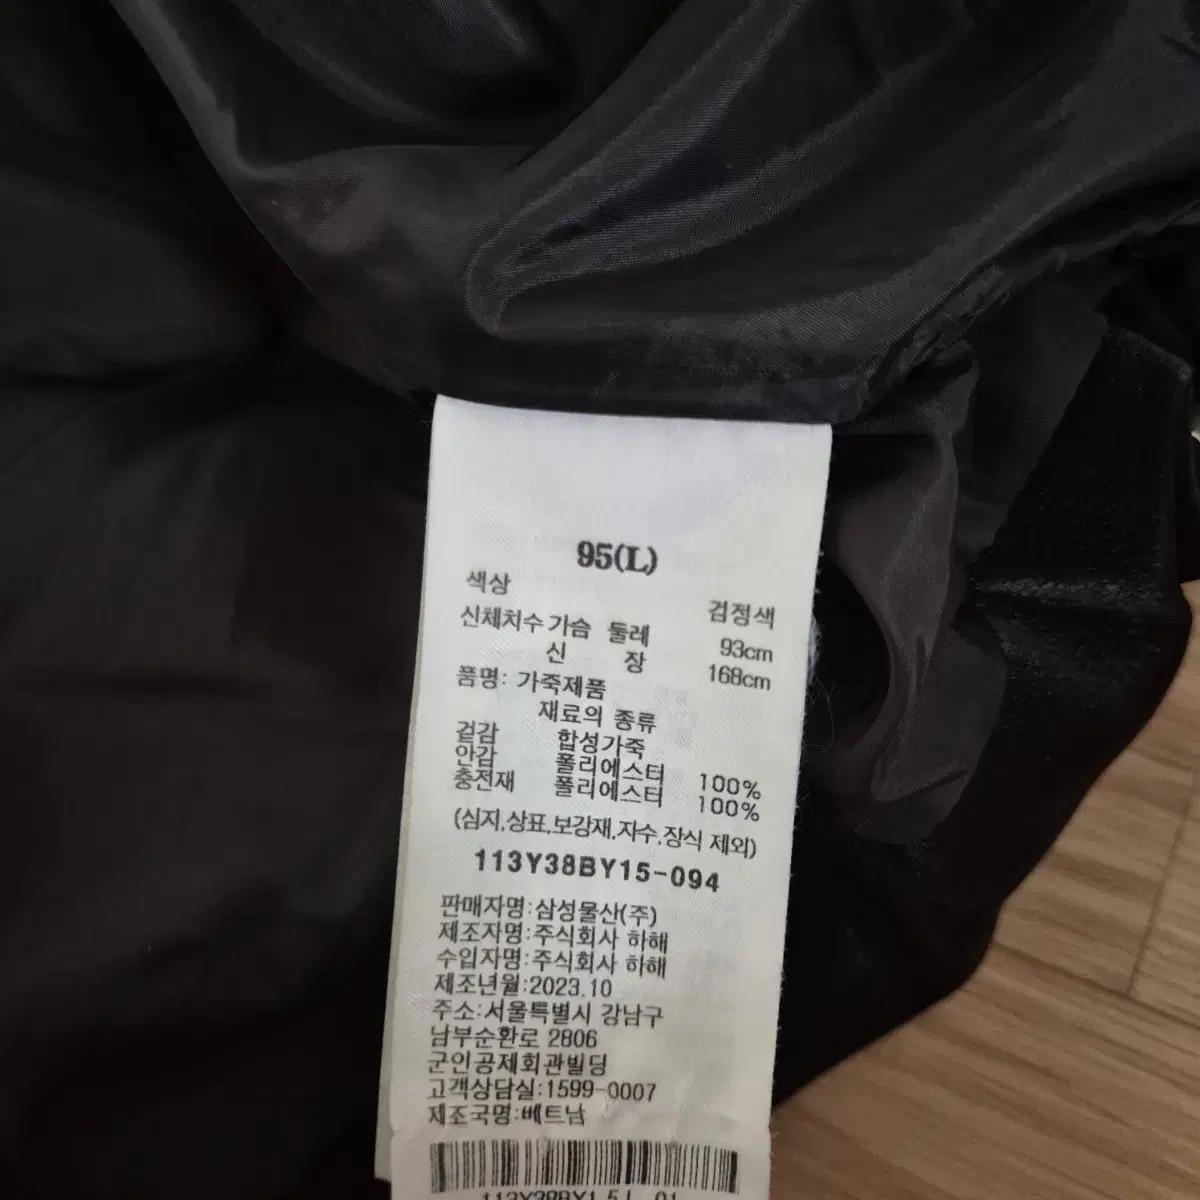 95(L)
색상 검정색
신체치수 가슴 둘레 93cm
신 장 168cm
품명: 가죽제품
재료의 종류
겉감 합성가죽
안감 폴리에스터 100%
충전재 폴리에스터 100%
(심지,상표,보강재,자수,장식 제외)
113Y38BY15-094
판매자명:삼성물산(주)
제조자명:주식회사 하해
수입자명:주식회사 하해
제조년월:2023.10
주소:서울특별시 강남구
남부순환로 2806
군인공제회관빌딩
고객상담실:1599-0007
제조국명:베트남